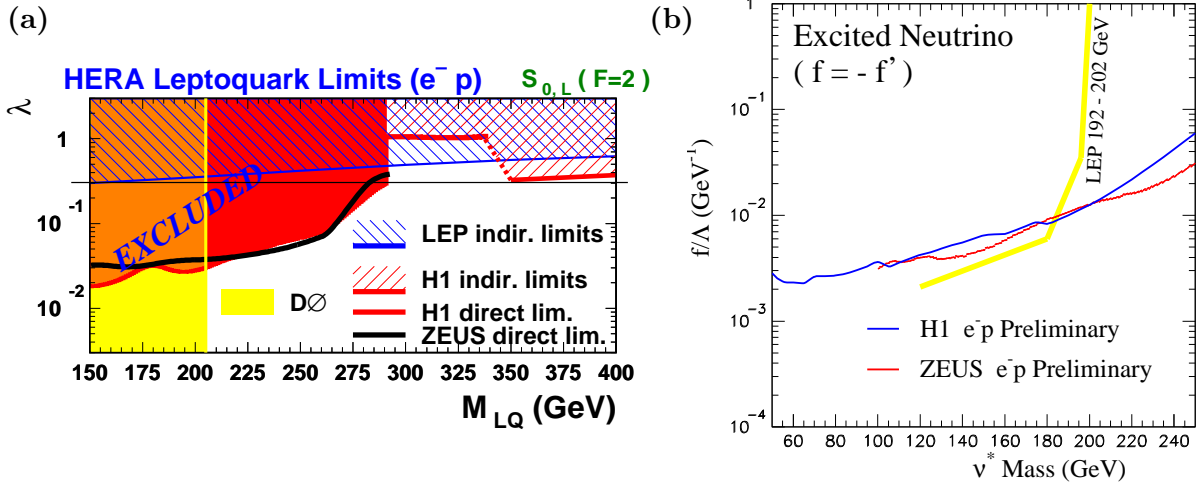 (a)
HERA Leptoquark Limits (e⁻ p)
S₀,L ( F=2 )
λ
1
10⁻¹
10⁻²
EXCLUDED
LEP indir. limits
H1 indir. limits
H1 direct lim.
ZEUS direct lim.
DØ
150 175 200 225 250 275 300 325 350 375 400
M_LQ (GeV)
(b)
Excited Neutrino
( f = - f’ )
LEP 192 - 202 GeV
f/Λ (GeV⁻¹)
1
10⁻¹
10⁻²
10⁻³
10⁻⁴
H1 e⁻p Preliminary
ZEUS e⁻p Preliminary
60 80 100 120 140 160 180 200 220 240
ν* Mass (GeV)